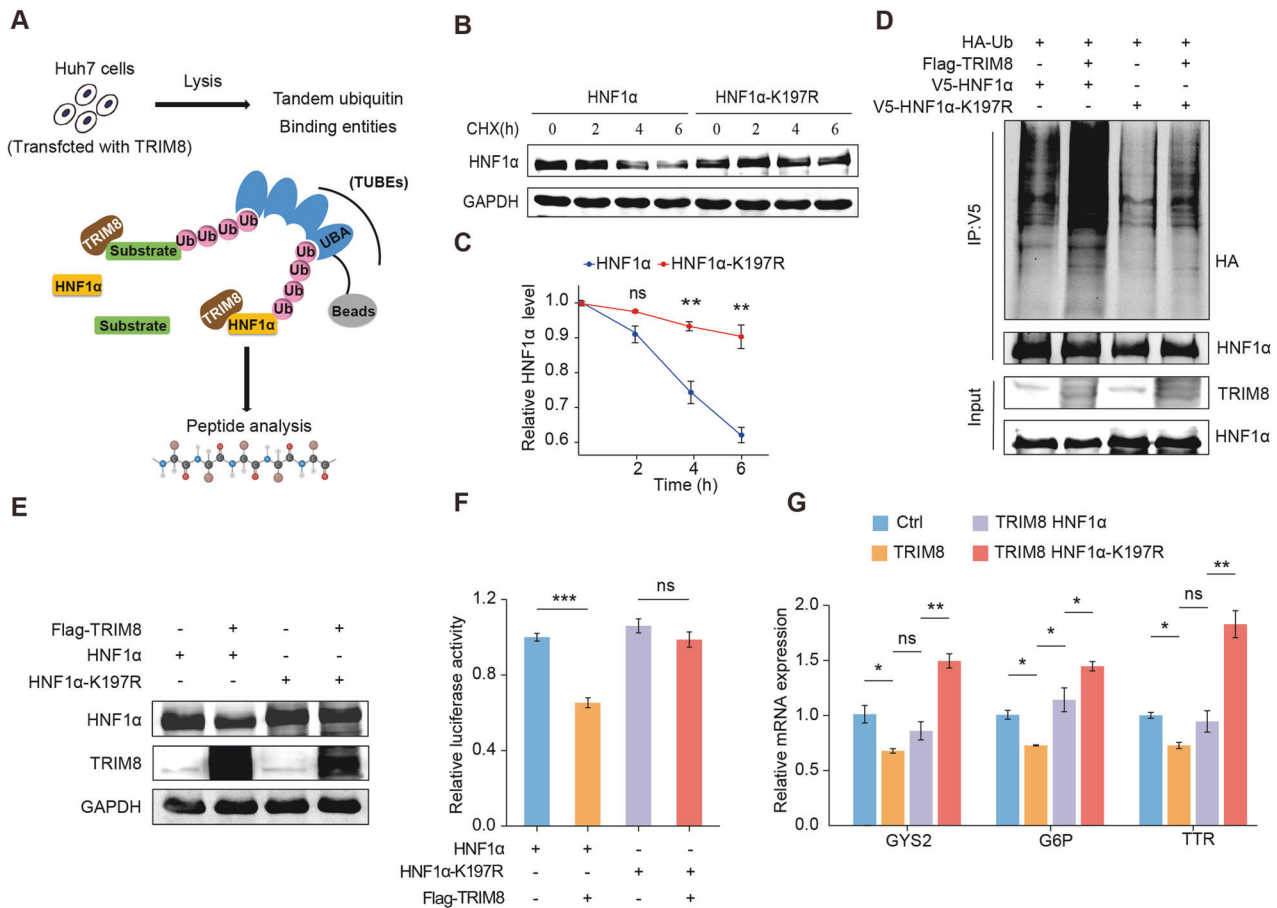 A
Huh7 cells
Lysis
(Transfcted with TRIM8)
Tandem ubiquitin
Binding entities
(TUBEs)
TRIM8
Substrate
Ub Ub Ub Ub
UBA
Ub
Ub
Ub
Ub
HNF1α
TRIM8
HNF1α
Beads
Substrate
Peptide analysis
B
HNF1α HNF1α-K197R
CHX(h) 0 2 4 6 0 2 4 6
HNF1α
GAPDH
C
HNF1α HNF1α-K197R
Relative HNF1α level
1.0
0.9
0.8
0.7
0.6
ns ** **
2 4 6
Time (h)
D
HA-Ub + + + +
Flag-TRIM8 - + - +
V5-HNF1α + + - -
V5-HNF1α-K197R - - + +
IP:V5
HA
HNF1α
Input
TRIM8
HNF1α
E
Flag-TRIM8 - + - +
HNF1α + + - -
HNF1α-K197R - - + +
HNF1α
TRIM8
GAPDH
F
Relative luciferase activity
1.2
1.0
0.8
0.4
0.0
*** ns
HNF1α + + - -
HNF1α-K197R - - + +
Flag-TRIM8 - + - +
G
Ctrl TRIM8 HNF1α
TRIM8 TRIM8 HNF1α-K197R
Relative mRNA expression
2.0
1.5
1.0
0.5
0.0
* ns **
* * *
* ns **
GYS2 G6P TTR